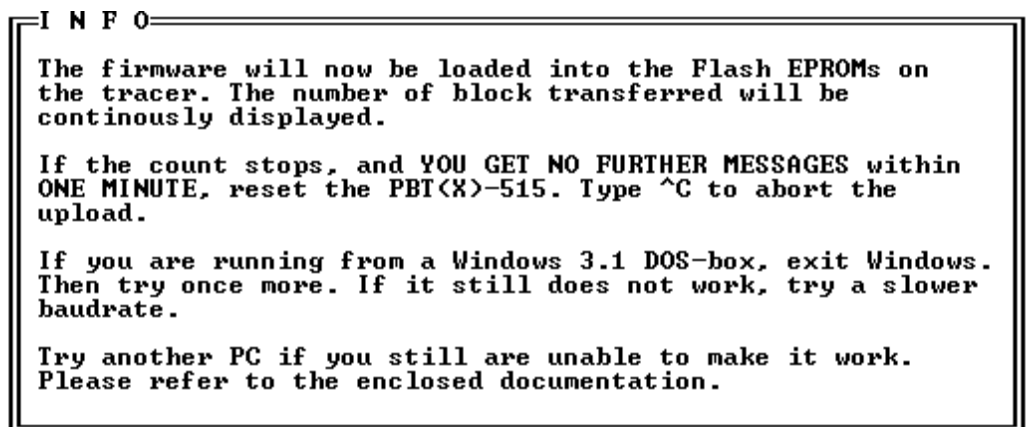 I N F O
The firmware will now be loaded into the Flash EPROMs on
the tracer. The number of block transferred will be
continously displayed.
If the count stops, and YOU GET NO FURTHER MESSAGES within
ONE MINUTE, reset the PBT(X)-515. Type ^C to abort the
upload.
If you are running from a Windows 3.1 DOS-box, exit Windows.
Then try once more. If it still does not work, try a slower
baudrate.
Try another PC if you still are unable to make it work.
Please refer to the enclosed documentation.